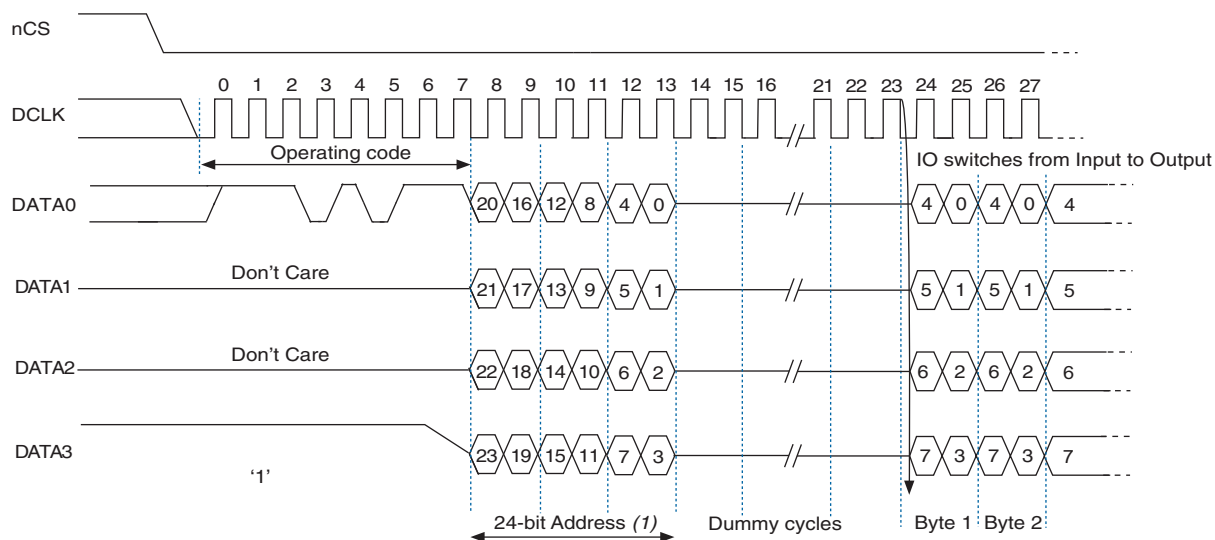 nCS
0 1 2 3 4 5 6 7 8 9 10 11 12 13 14 15 16 21 22 23 24 25 26 27
DCLK
Operating code
IO switches from Input to Output
DATA0 20 16 12 8 4 0 4 0 4 0 4
Don't Care
DATA1 21 17 13 9 5 1 5 1 5 1 5
Don't Care
DATA2 22 18 14 10 6 2 6 2 6 2 6
DATA3 23 19 15 11 7 3 7 3 7 3 7
‘1’
24-bit Address (1) Dummy cycles Byte 1 Byte 2